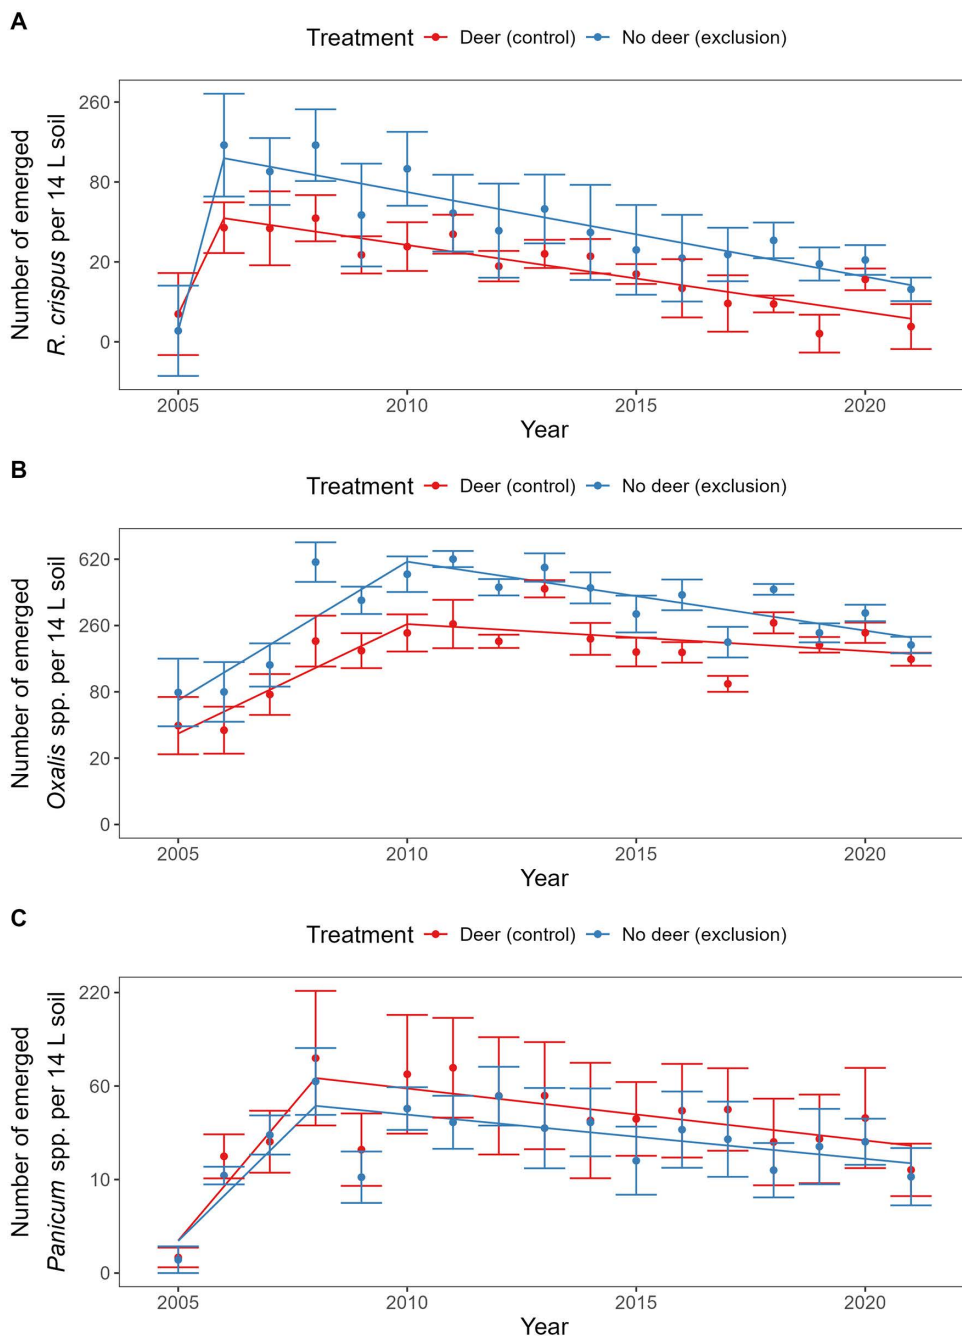 A
Treatment Deer (control) No deer (exclusion)
Number of emerged
R. crispus per 14 L soil
260
80
20
0
2005 2010 2015 2020
Year
B
Treatment Deer (control) No deer (exclusion)
Number of emerged
Oxalis spp. per 14 L soil
620
260
80
20
0
2005 2010 2015 2020
Year
C
Treatment Deer (control) No deer (exclusion)
Number of emerged
Panicum spp. per 14 L soil
220
60
10
0
2005 2010 2015 2020
Year